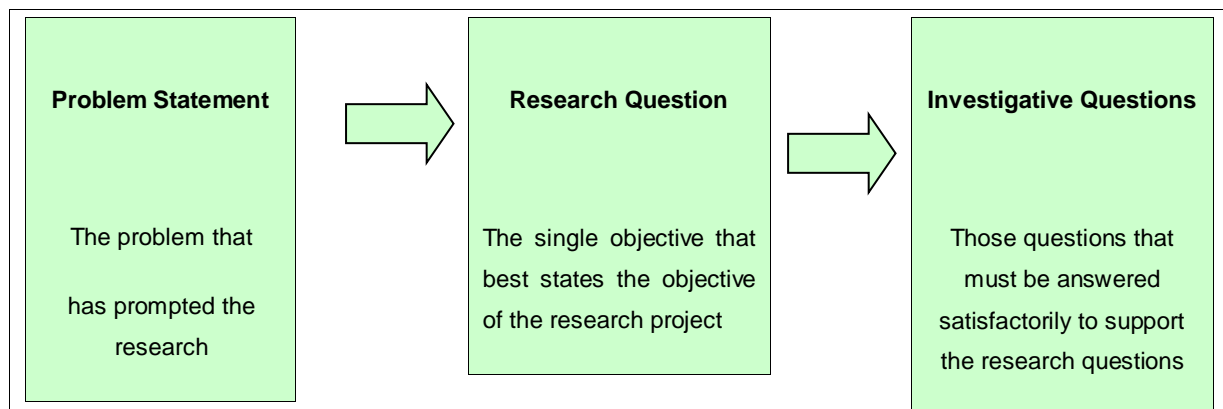 Problem Statement
The problem that
has prompted the
research
Research Question
The single objective that
best states the objective
of the research project
Investigative Questions
Those questions that
must be answered
satisfactorily to support
the research questions